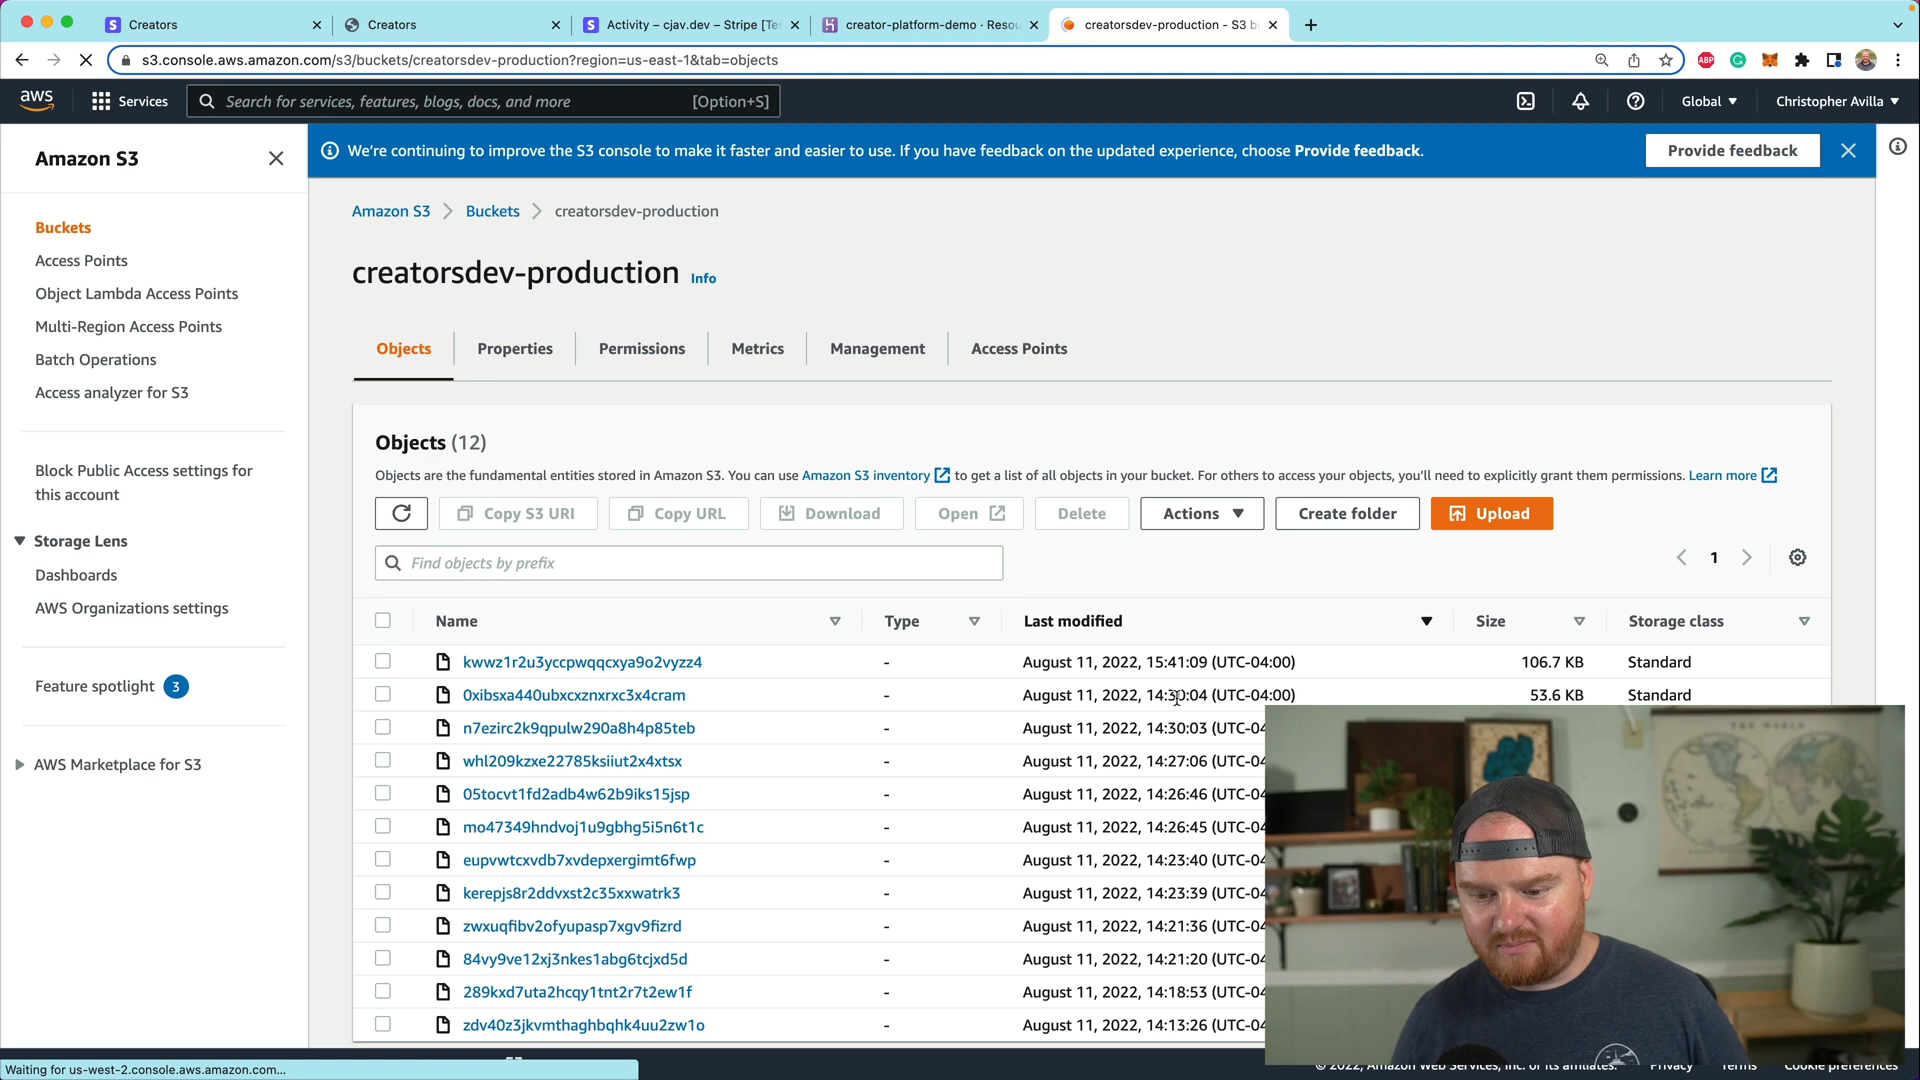 Creators
Creators
Activity – cjav.dev – Stripe [Te
creator-platform-demo · Resou
creatorsdev-production - S3 b
s3.console.aws.amazon.com/s3/buckets/creatorsdev-production?region=us-east-1&tab=objects
ABP
aws
Services
Search for services, features, blogs, docs, and more
[Option+S]
Global
Christopher Avilla
Amazon S3
Buckets
Access Points
Object Lambda Access Points
Multi-Region Access Points
Batch Operations
Access analyzer for S3
Block Public Access settings for
this account
Storage Lens
Dashboards
AWS Organizations settings
Feature spotlight 3
AWS Marketplace for S3
We're continuing to improve the S3 console to make it faster and easier to use. If you have feedback on the updated experience, choose Provide feedback.
Provide feedback
Amazon S3 > Buckets > creatorsdev-production
creatorsdev-production Info
Objects
Properties
Permissions
Metrics
Management
Access Points
Objects (12)
Objects are the fundamental entities stored in Amazon S3. You can use Amazon S3 inventory to get a list of all objects in your bucket. For others to access your objects, you'll need to explicitly grant them permissions. Learn more
Copy S3 URI
Copy URL
Download
Open
Delete
Actions
Create folder
Upload
Find objects by prefix
1
Name Type Last modified Size Storage class
kwwz1r2u3yccpwqqcxya9o2vyzz4 - August 11, 2022, 15:41:09 (UTC-04:00) 106.7 KB Standard
0xibsxa440ubxcxznxrxc3x4cram - August 11, 2022, 14:30:04 (UTC-04:00) 53.6 KB Standard
n7ezirc2k9qpulw290a8h4p85teb - August 11, 2022, 14:30:03 (UTC-04
whl209kzxe22785ksiiut2x4xtsx - August 11, 2022, 14:27:06 (UTC-04
05tocvt1fd2adb4w62b9iks15jsp - August 11, 2022, 14:26:46 (UTC-04
mo47349hndvoj1u9gbhg5i5n6t1c - August 11, 2022, 14:26:45 (UTC-04
eupvwtcxvdb7xvdepxergimt6fwp - August 11, 2022, 14:23:40 (UTC-04
kerepjs8r2ddvxst2c35xxwatrk3 - August 11, 2022, 14:23:39 (UTC-04
zwxuqfibv2ofyupasp7xgv9fizrd - August 11, 2022, 14:21:36 (UTC-04
84vy9ve12xj3nkes1abg6tcjxd5d - August 11, 2022, 14:21:20 (UTC-04
289kxd7uta2hcqy1tnt2r7t2ew1f - August 11, 2022, 14:18:53 (UTC-04
zdv40z3jkvmthaghbqhk4uu2zw1o - August 11, 2022, 14:13:26 (UTC-04
THE WORLD
Waiting for us-west-2.console.aws.amazon.com...
© 2022, Amazon Web Services, Inc. or its affiliates.
Privacy
Terms
Cookie preferences